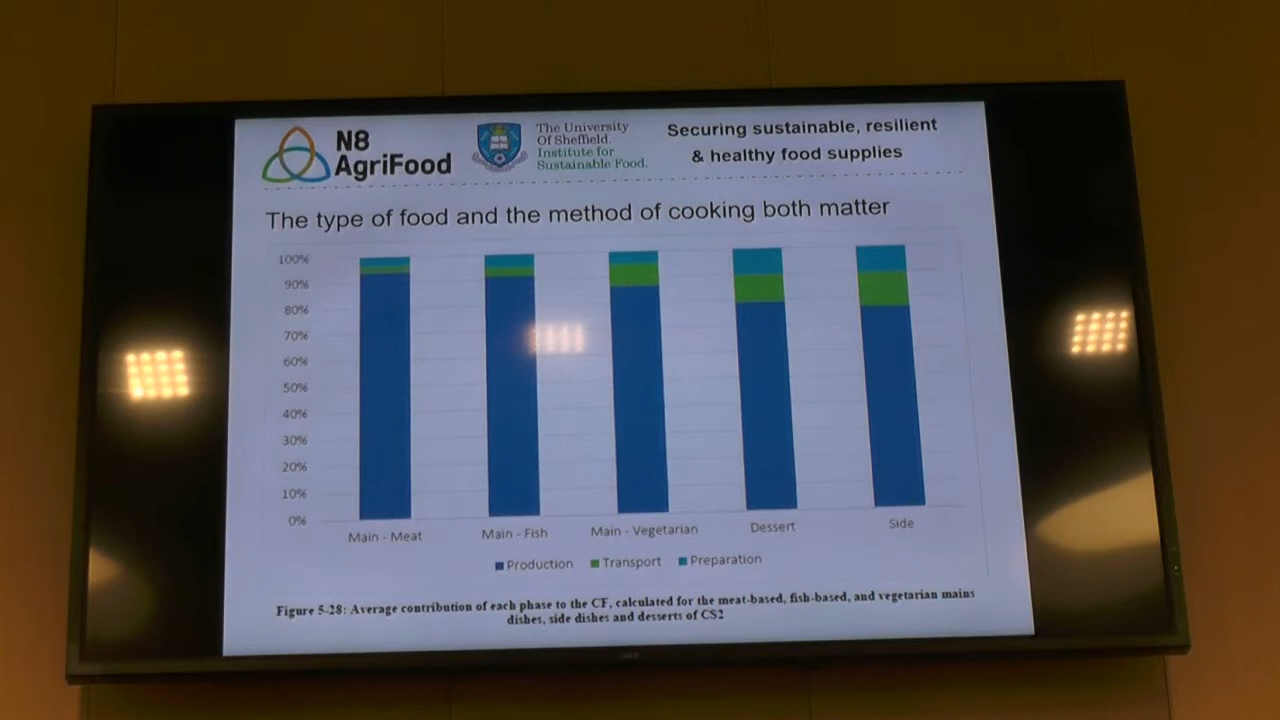 N8
AgriFood
The University
Of Sheffield.
Institute for
Sustainable Food.
Securing sustainable, resilient
& healthy food supplies
The type of food and the method of cooking both matter
100%
90%
80%
70%
60%
50%
40%
30%
20%
10%
0%
Main - Meat
Main - Fish
Main - Vegetarian
Dessert
Side
Production
Transport
Preparation
Figure 5-28: Average contribution of each phase to the CF, calculated for the meat-based, fish-based, and vegetarian mains
dishes, side dishes and desserts of CS2